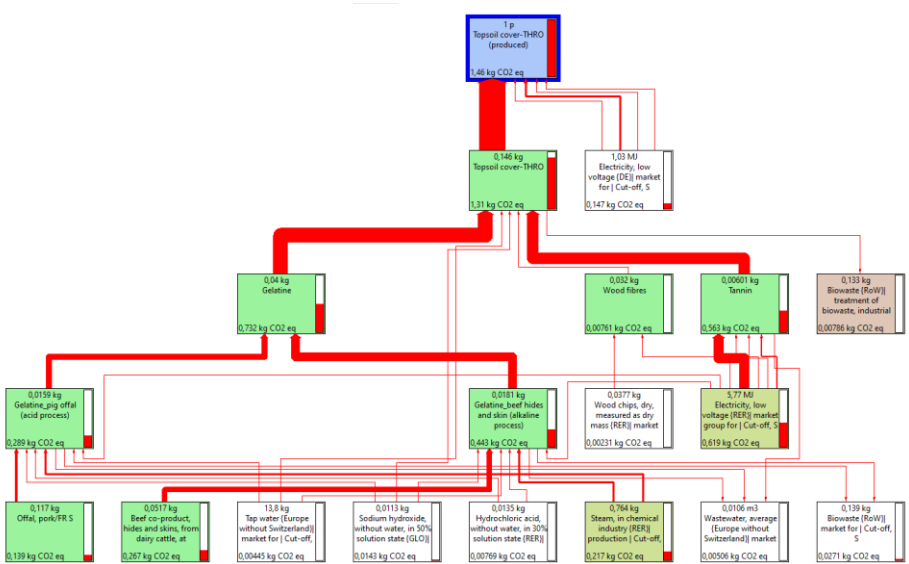 1 p
Topsoil cover-THRO
(produced)
1,46 kg CO2 eq
0,146 kg
Topsoil cover-THRO
1,31 kg CO2 eq
1,03 MJ
Electricity, low
voltage {DE}| market
for | Cut-off, S
0,147 kg CO2 eq
0,04 kg
Gelatine
0,732 kg CO2 eq
0,032 kg
Wood fibres
0,00761 kg CO2 eq
0,00601 kg
Tannin
0,563 kg CO2 eq
0,133 kg
Biowaste {RoW}|
treatment of
biowaste, industrial
0,00786 kg CO2 eq
0,0159 kg
Gelatine_pig offal
(acid process)
0,289 kg CO2 eq
0,0181 kg
Gelatine_beef hides
and skin (alkaline
process)
0,443 kg CO2 eq
0,0377 kg
Wood chips, dry,
measured as dry
mass {RER}| market
0,00231 kg CO2 eq
5,77 MJ
Electricity, low
voltage {RER}| market
group for | Cut-off, S
0,619 kg CO2 eq
0,117 kg
Offal, pork/FR S
0,139 kg CO2 eq
0,0517 kg
Beef co-product,
hides and skins, from
dairy cattle, at
0,267 kg CO2 eq
13,8 kg
Tap water {Europe
without Switzerland}|
market for | Cut-off,
0,00445 kg CO2 eq
0,0113 kg
Sodium hydroxide,
without water, in 50%
solution state {GLO}|
0,0143 kg CO2 eq
0,0135 kg
Hydrochloric acid,
without water, in 30%
solution state {RER}|
0,00769 kg CO2 eq
0,764 kg
Steam, in chemical
industry {RER}|
production | Cut-off,
0,217 kg CO2 eq
0,0106 m3
Wastewater, average
{Europe without
Switzerland}| market
0,00506 kg CO2 eq
0,139 kg
Biowaste {RoW}|
market for | Cut-off,
S
0,0271 kg CO2 eq